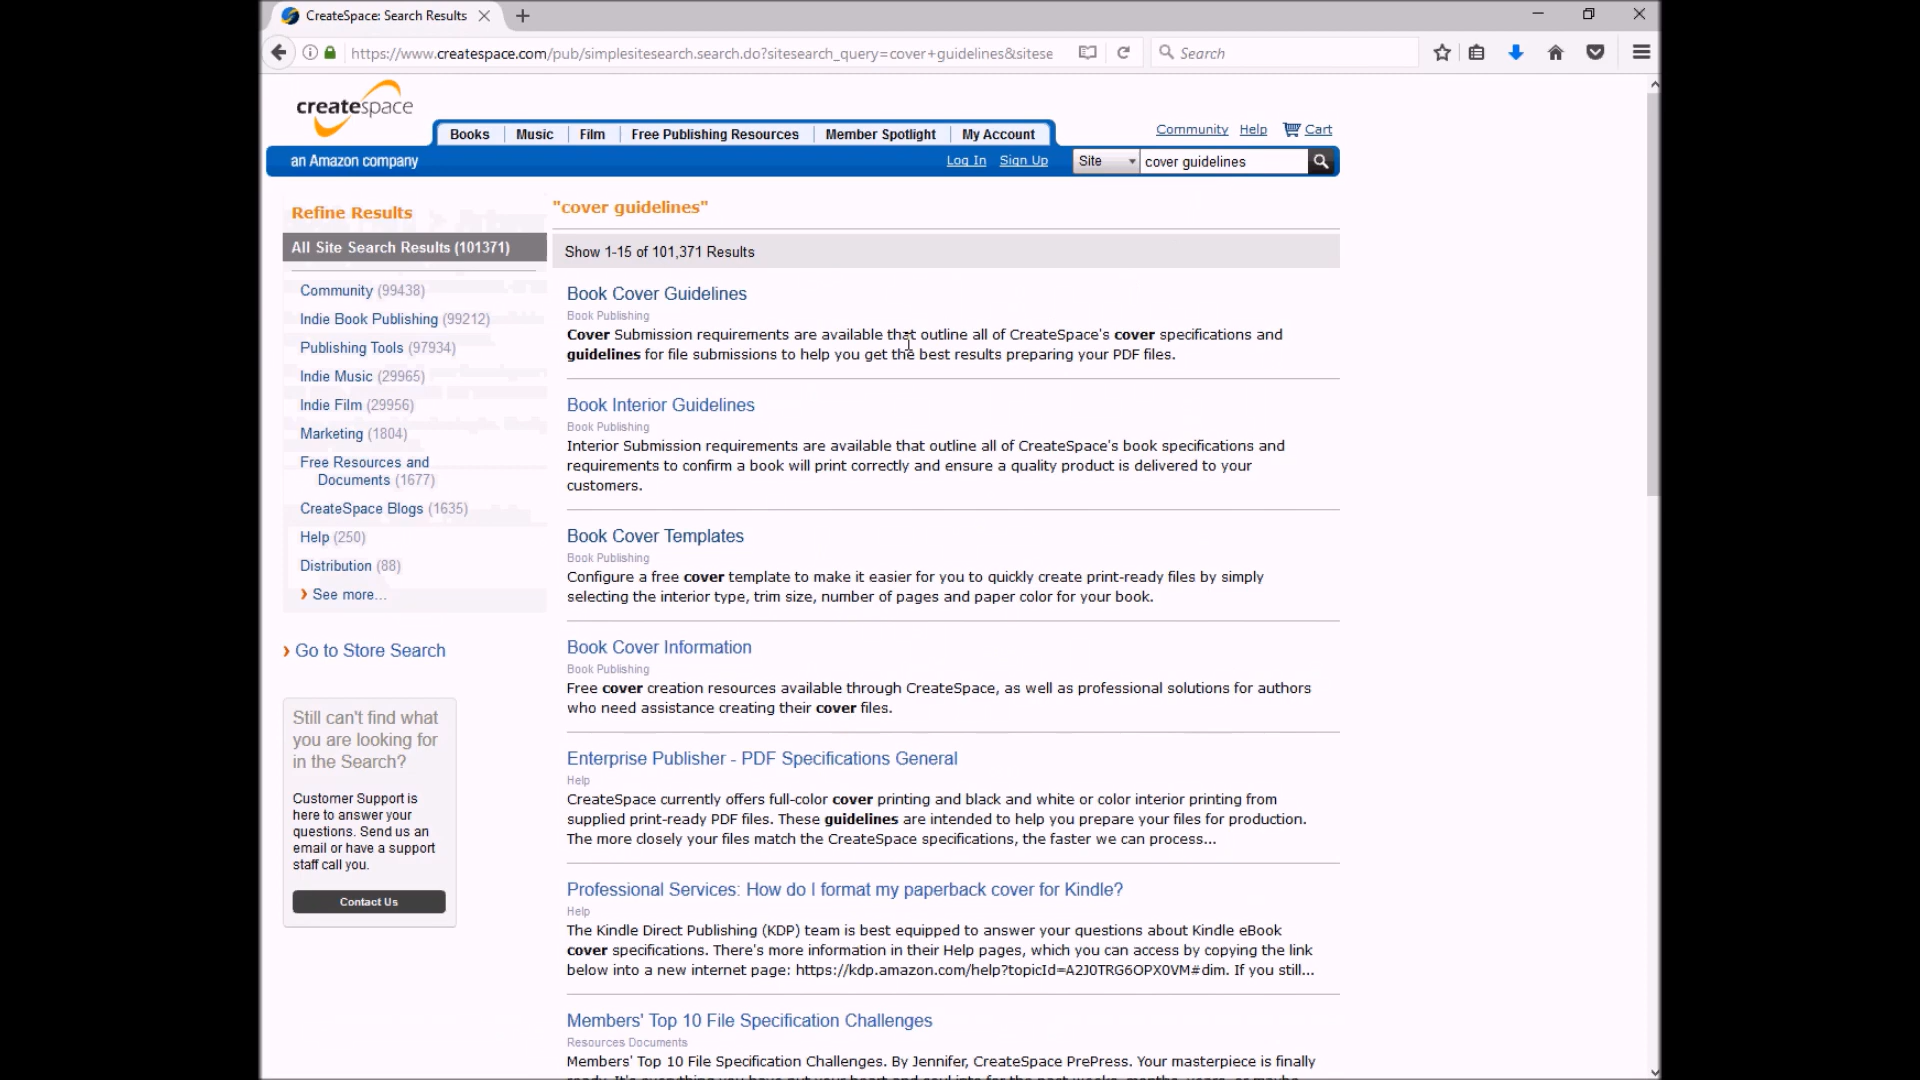 CreateSpace: Search Results
https://www.createspace.com/pub/simplesitesearch.search.do?sitesearch_query=cover+guidelines&sitese
Search
createspace
Books Music Film Free Publishing Resources Member Spotlight My Account
Community Help Cart
an Amazon company
Log In Sign Up Site cover guidelines
Refine Results
All Site Search Results (101371)
Community (99438)
Indie Book Publishing (99212)
Publishing Tools (97934)
Indie Music (29965)
Indie Film (29956)
Marketing (1804)
Free Resources and
Documents (1677)
CreateSpace Blogs (1635)
Help (250)
Distribution (88)
See more...
Go to Store Search
Still can't find what
you are looking for
in the Search?
Customer Support is
here to answer your
questions. Send us an
email or have a support
staff call you.
Contact Us
"cover guidelines"
Show 1-15 of 101,371 Results
Book Cover Guidelines
Book Publishing
Cover Submission requirements are available that outline all of CreateSpace's cover specifications and
guidelines for file submissions to help you get the best results preparing your PDF files.
Book Interior Guidelines
Book Publishing
Interior Submission requirements are available that outline all of CreateSpace's book specifications and
requirements to confirm a book will print correctly and ensure a quality product is delivered to your
customers.
Book Cover Templates
Book Publishing
Configure a free cover template to make it easier for you to quickly create print-ready files by simply
selecting the interior type, trim size, number of pages and paper color for your book.
Book Cover Information
Book Publishing
Free cover creation resources available through CreateSpace, as well as professional solutions for authors
who need assistance creating their cover files.
Enterprise Publisher - PDF Specifications General
Help
CreateSpace currently offers full-color cover printing and black and white or color interior printing from
supplied print-ready PDF files. These guidelines are intended to help you prepare your files for production.
The more closely your files match the CreateSpace specifications, the faster we can process...
Professional Services: How do I format my paperback cover for Kindle?
Help
The Kindle Direct Publishing (KDP) team is best equipped to answer your questions about Kindle eBook
cover specifications. There's more information in their Help pages, which you can access by copying the link
below into a new internet page: https://kdp.amazon.com/help?topicId=A2J0TRG6OPX0VM#dim. If you still...
Members' Top 10 File Specification Challenges
Resources Documents
Members' Top 10 File Specification Challenges. By Jennifer, CreateSpace PrePress. Your masterpiece is finally